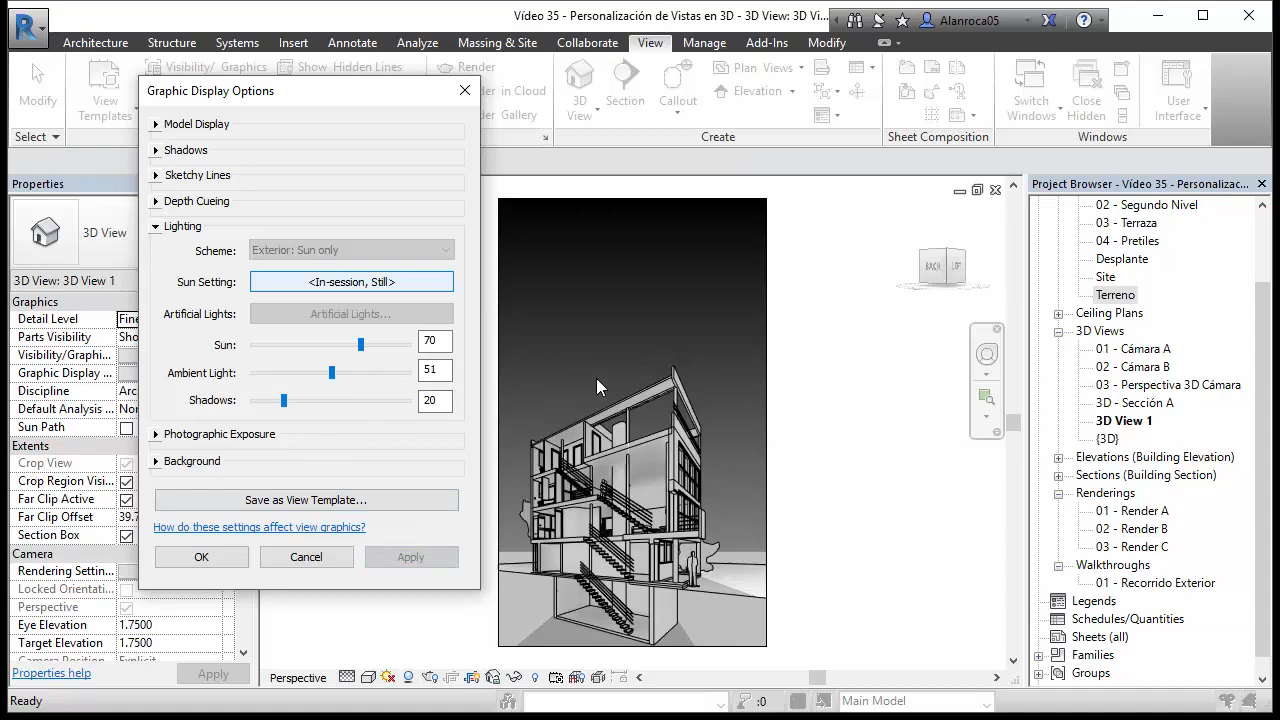 Vídeo 35 - Personalización de Vistas en 3D - 3D View: 3D Vi...
Alanroca05
Architecture Structure Systems Insert Annotate Analyze Massing & Site Collaborate View Manage Add-Ins Modify
Modify
View
Templates
Visibility/ Graphics
Show Hidden Lines
Render
in Cloud
Gallery
3D
View
Section
Callout
Plan Views
Elevation
Switch
Windows
Close
Hidden
User
Interface
Select
Create
Sheet Composition
Windows
Graphic Display Options
Model Display
Shadows
Sketchy Lines
Depth Cueing
Lighting
Scheme: Exterior: Sun only
Sun Setting: <In-session, Still>
Artificial Lights: Artificial Lights...
Sun: 70
Ambient Light: 51
Shadows: 20
Photographic Exposure
Background
Save as View Template...
How do these settings affect view graphics?
OK Cancel Apply
Properties
3D View
3D View: 3D View 1
Graphics
Detail Level Fine
Parts Visibility Sho
Visibility/Graphi...
Graphic Display ...
Discipline Arc
Default Analysis ... Nor
Sun Path
Extents
Crop View
Crop Region Visi...
Far Clip Active
Far Clip Offset 39.7
Section Box
Camera
Rendering Settin...
Locked Orientati...
Perspective
Eye Elevation 1.7500
Target Elevation 1.7500
Camera Position Explicit
Properties help Apply
BACK
Perspective
Project Browser - Vídeo 35 - Personalizac...
02 - Segundo Nivel
03 - Terraza
04 - Pretiles
Desplante
Site
Terreno
Ceiling Plans
3D Views
01 - Cámara A
02 - Cámara B
03 - Perspectiva 3D Cámara
3D - Sección A
3D View 1
{3D}
Elevations (Building Elevation)
Sections (Building Section)
Renderings
01 - Render A
02 - Render B
03 - Render C
Walkthroughs
01 - Recorrido Exterior
Legends
Schedules/Quantities
Sheets (all)
Families
Groups
Ready
:0
Main Model